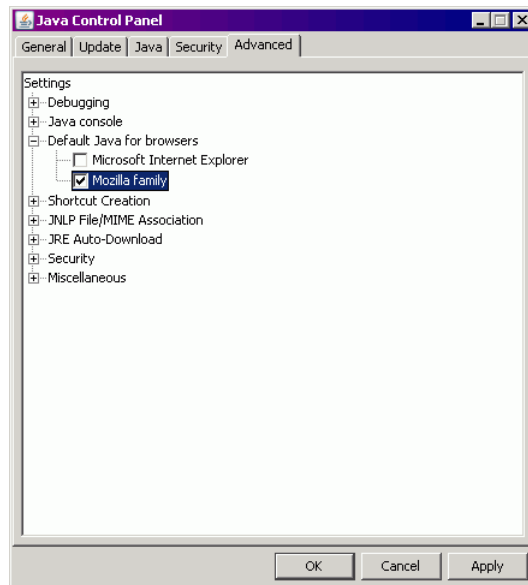 Java Control Panel
General Update Java Security Advanced
Settings
Debugging
Java console
Default Java for browsers
Microsoft Internet Explorer
Mozilla family
Shortcut Creation
JNLP File/MIME Association
JRE Auto-Download
Security
Miscellaneous
OK Cancel Apply